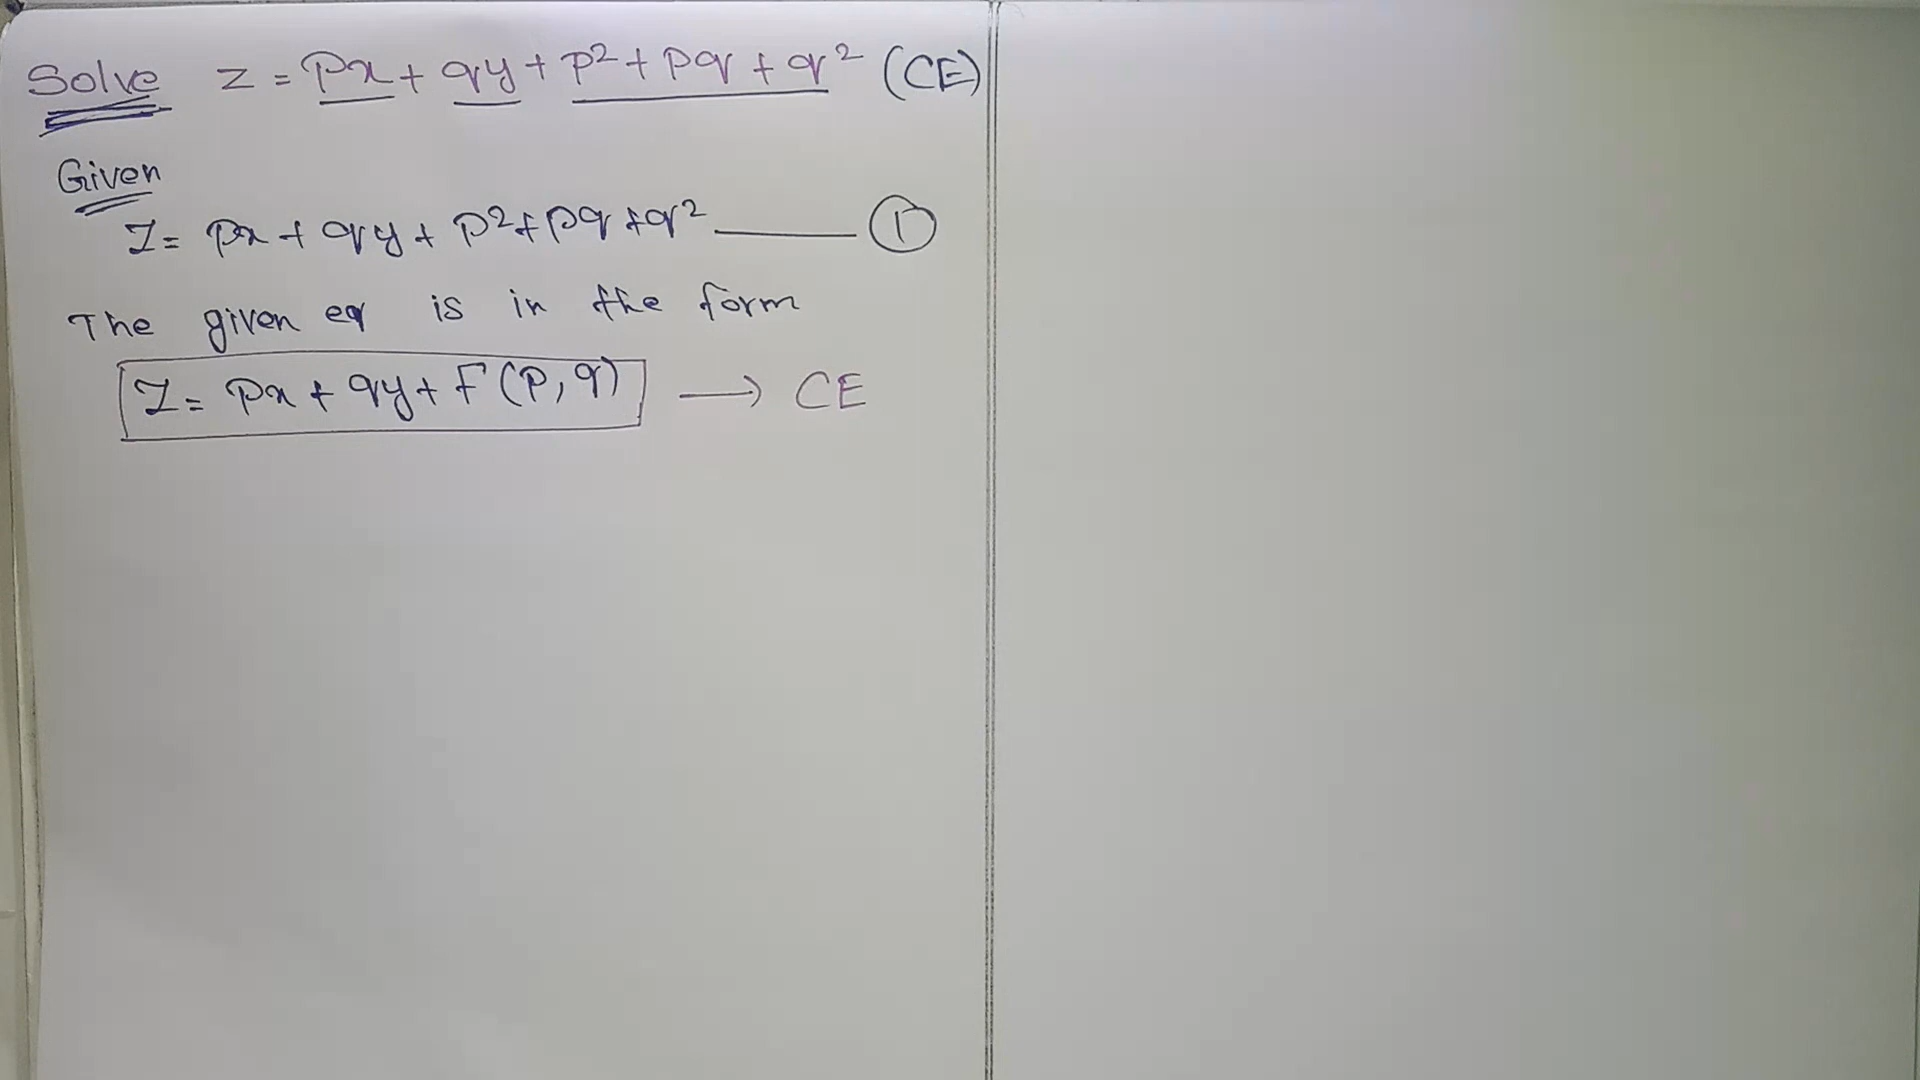 Solve z = px + qy + p² + pq + q² (CE)
Given
Z = px + qy + p² + pq + q² —— ①
The given eq is in the form
Z = px + qy + F(p, q) → CE